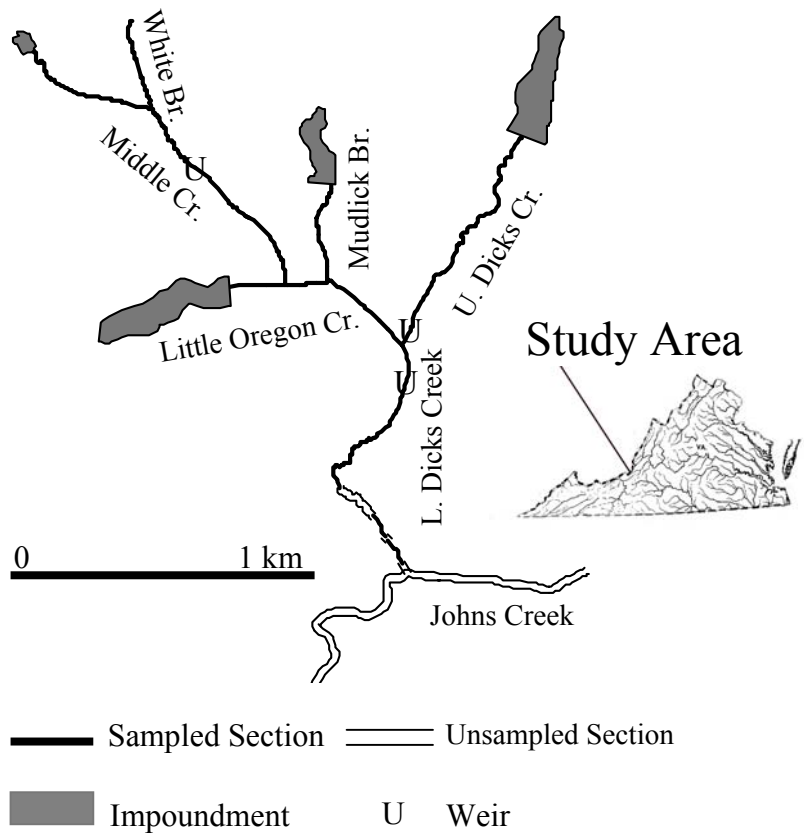 White Br.
Middle Cr.
U
Mudlick Br.
U. Dicks Cr.
Little Oregon Cr.
U
U
L. Dicks Creek
Study Area
VA
0 1 km
Johns Creek
Sampled Section
Unsampled Section
Impoundment
U Weir